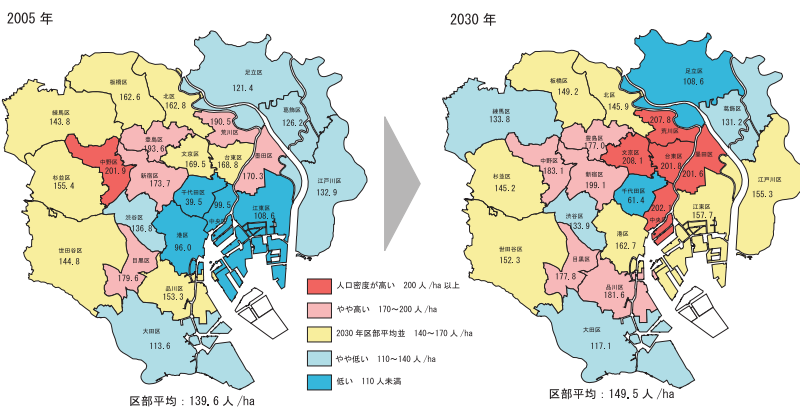 2005 年
板橋区
162.6
練馬区
143.8
北区
162.8
足立区
121.4
葛飾区
126.2
190.5
荒川区
豊島区
193.6
中野区
201.9
文京区
169.5
台東区
168.8
墨田区
170.3
杉並区
155.4
新宿区
173.7
千代田区
39.5
99.5
中央区
江東区
108.6
江戸川区
132.9
渋谷区
136.8
港区
96.0
世田谷区
144.8
目黒区
179.6
品川区
153.3
大田区
113.6
区部平均：139.6 人/ha
人口密度が高い 200 人/ha 以上
やや高い 170～200 人/ha
2030 年区部平均並 140～170 人/ha
やや低い 110～140 人/ha
低い 110 人未満
2030 年
板橋区
149.2
練馬区
133.8
北区
145.9
足立区
108.6
葛飾区
131.2
207.8
荒川区
豊島区
177.0
中野区
183.1
文京区
208.1
台東区
201.8
墨田区
201.6
杉並区
145.2
新宿区
199.1
千代田区
61.4
202.1
中央区
江東区
157.7
江戸川区
155.3
渋谷区
133.9
港区
162.7
世田谷区
152.3
目黒区
177.8
品川区
181.6
大田区
117.1
区部平均：149.5 人/ha